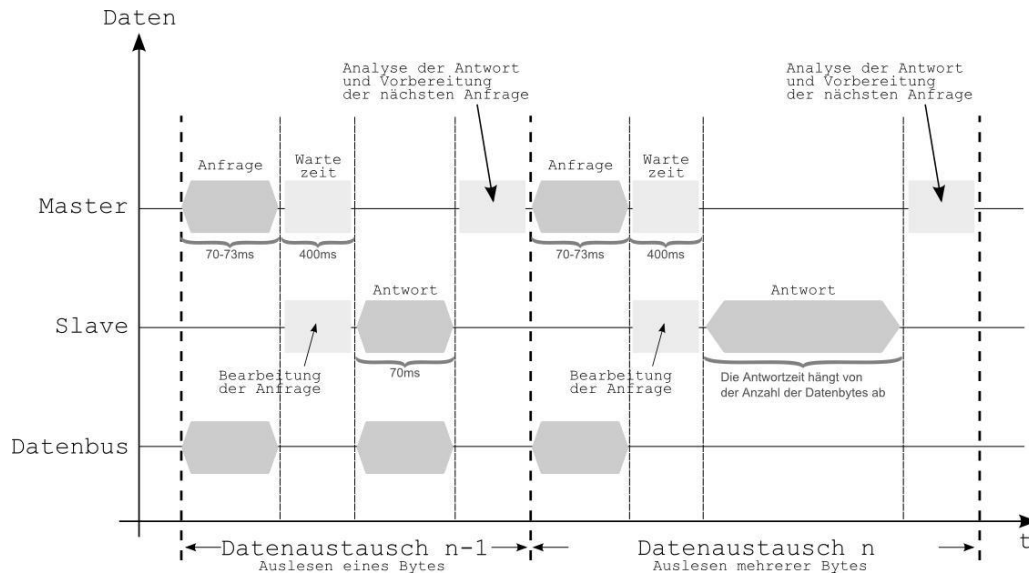 Daten
Analyse der Antwort
und Vorbereitung
der nächsten Anfrage
Analyse der Antwort
und Vorbereitung
der nächsten Anfrage
Anfrage
Warte
zeit
Anfrage
Warte
zeit
Master
70-73ms
400ms
70-73ms
400ms
Antwort
Antwort
Slave
70ms
Bearbeitung
der Anfrage
Bearbeitung
der Anfrage
Die Antwortzeit hängt von
der Anzahl der Datenbytes ab
Datenbus
t
Datenaustausch n-1
Auslesen eines Bytes
Datenaustausch n
Auslesen mehrerer Bytes